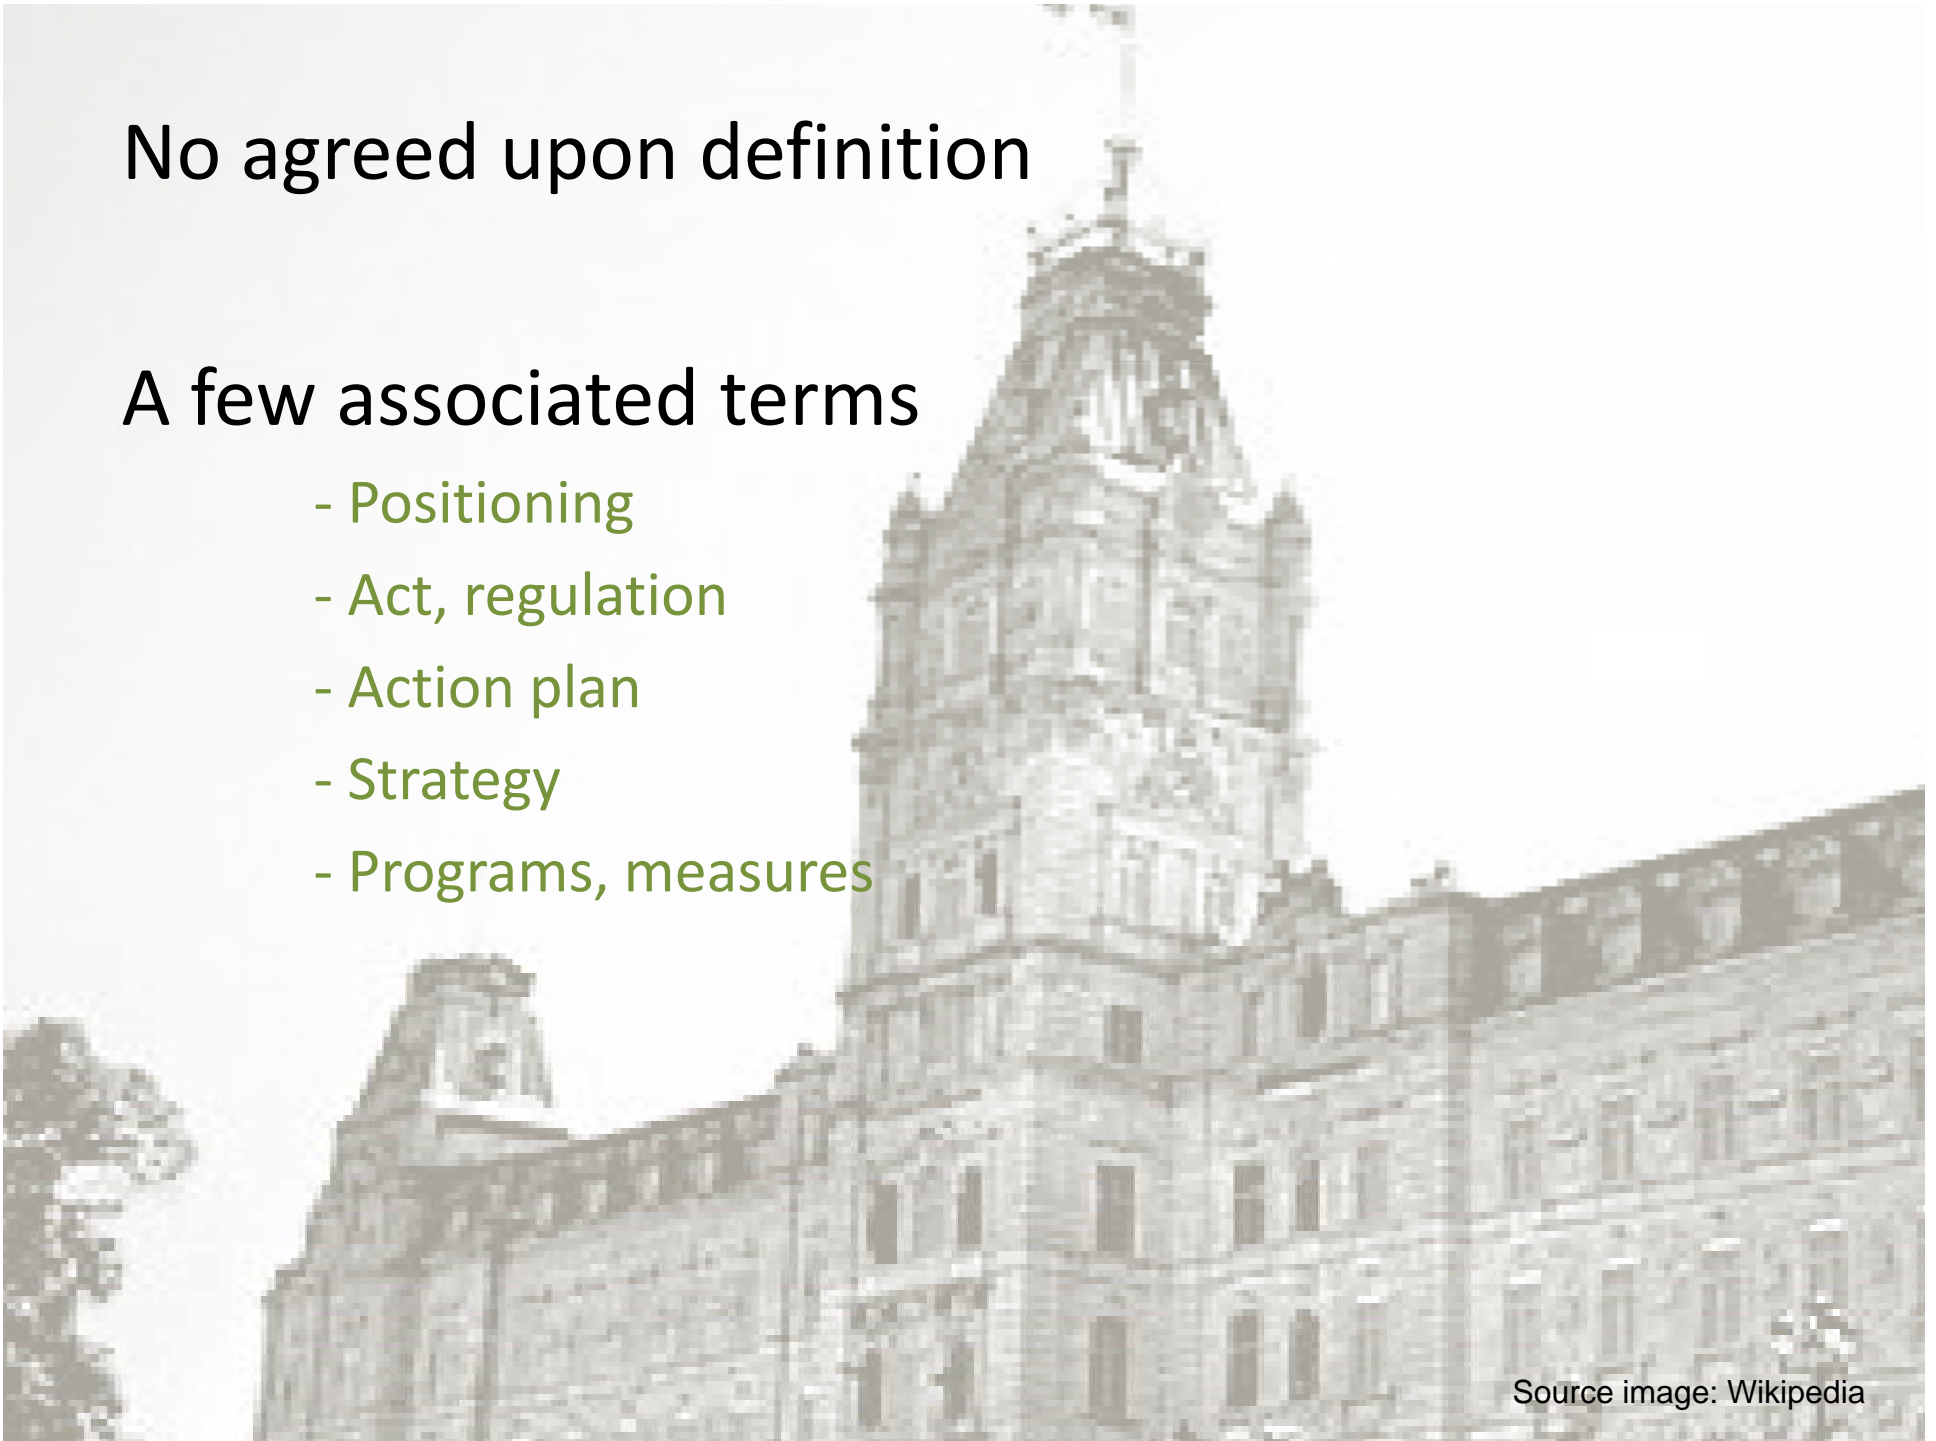 No agreed upon definition
A few associated terms
- Positioning
- Act, regulation
- Action plan
- Strategy
- Programs, measures
Source image: Wikipedia